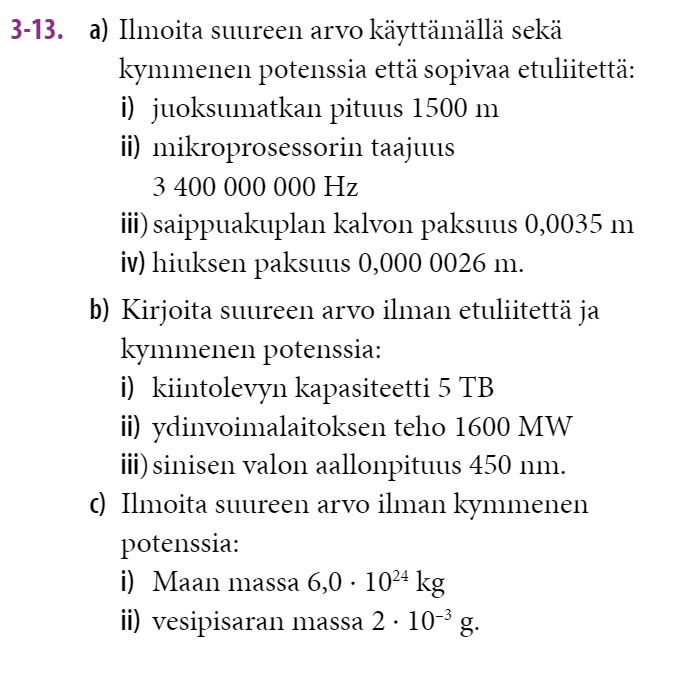 3-13. a) Ilmoita suureen arvo käyttämällä sekä
kymmenen potenssia että sopivaa etuliitettä:
i) juoksumatkan pituus 1500 m
ii) mikroprosessorin taajuus
3 400 000 000 Hz
iii) saippuakuplan kalvon paksuus 0,0035 m
iv) hiuksen paksuus 0,000 0026 m.
b) Kirjoita suureen arvo ilman etuliitettä ja
kymmenen potenssia:
i) kiintolevyn kapasiteetti 5 TB
ii) ydinvoimalaitoksen teho 1600 MW
iii) sinisen valon aallonpituus 450 nm.
c) Ilmoita suureen arvo ilman kymmenen
potenssia:
i) Maan massa 6,0 · 10²⁴ kg
ii) vesipisaran massa 2 · 10⁻³ g.